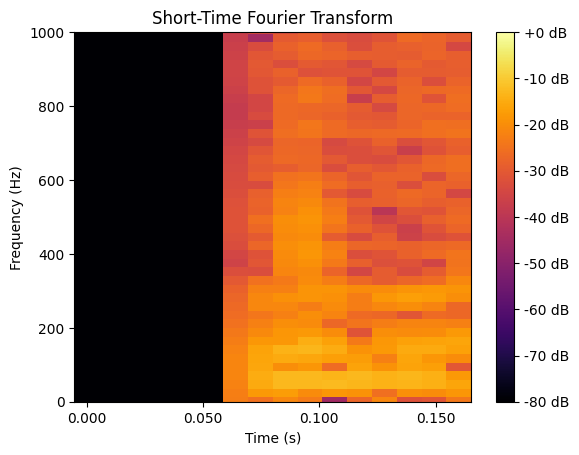 Short-Time Fourier Transform
1000
800
600
400
200
0
Frequency (Hz)
0.000
0.050
0.100
0.150
Time (s)
+0 dB
-10 dB
-20 dB
-30 dB
-40 dB
-50 dB
-60 dB
-70 dB
-80 dB